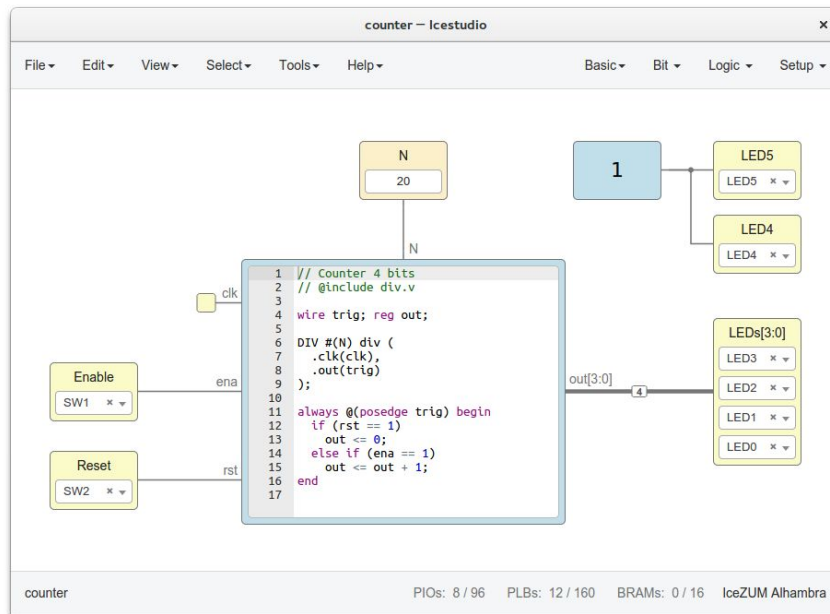 counter – Icestudio ×
File Edit View Select Tools Help Basic Bit Logic Setup
N
20
N
1
LED5
LED5 ×
LED4
LED4 ×
clk
Enable
SW1 ×
ena
Reset
SW2 ×
rst
1 // Counter 4 bits
2 // @include div.v
3
4 wire trig; reg out;
5
6 DIV #(N) div (
7 .clk(clk),
8 .out(trig)
9 );
10
11 always @(posedge trig) begin
12 if (rst == 1)
13 out <= 0;
14 else if (ena == 1)
15 out <= out + 1;
16 end
17
out[3:0]
4
LEDs[3:0]
LED3 ×
LED2 ×
LED1 ×
LED0 ×
counter PIOs: 8 / 96 PLBs: 12 / 160 BRAMs: 0 / 16 IceZUM Alhambra